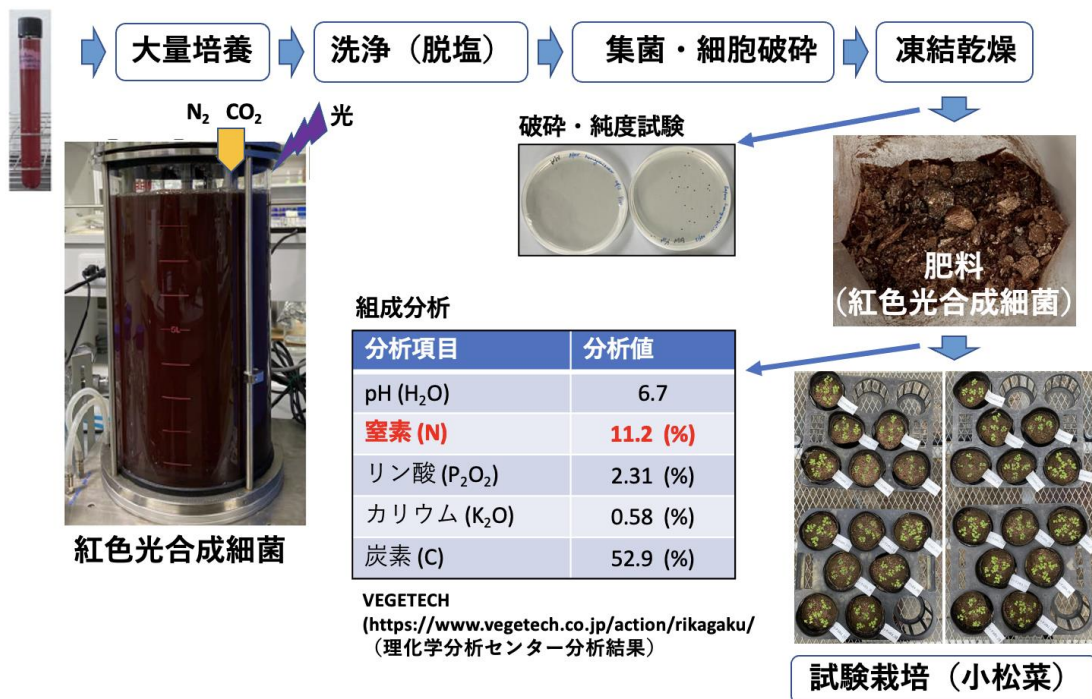 大量培養
洗浄（脱塩）
集菌・細胞破砕
凍結乾燥
N₂ CO₂
光
破砕・純度試験
肥料
（紅色光合成細菌）
紅色光合成細菌
組成分析
分析項目 分析値
pH (H₂O) 6.7
窒素 (N) 11.2 (%)
リン酸 (P₂O₂) 2.31 (%)
カリウム (K₂O) 0.58 (%)
炭素 (C) 52.9 (%)
VEGETECH
(https://www.vegetech.co.jp/action/rikagaku/
（理化学分析センター分析結果）
試験栽培（小松菜）